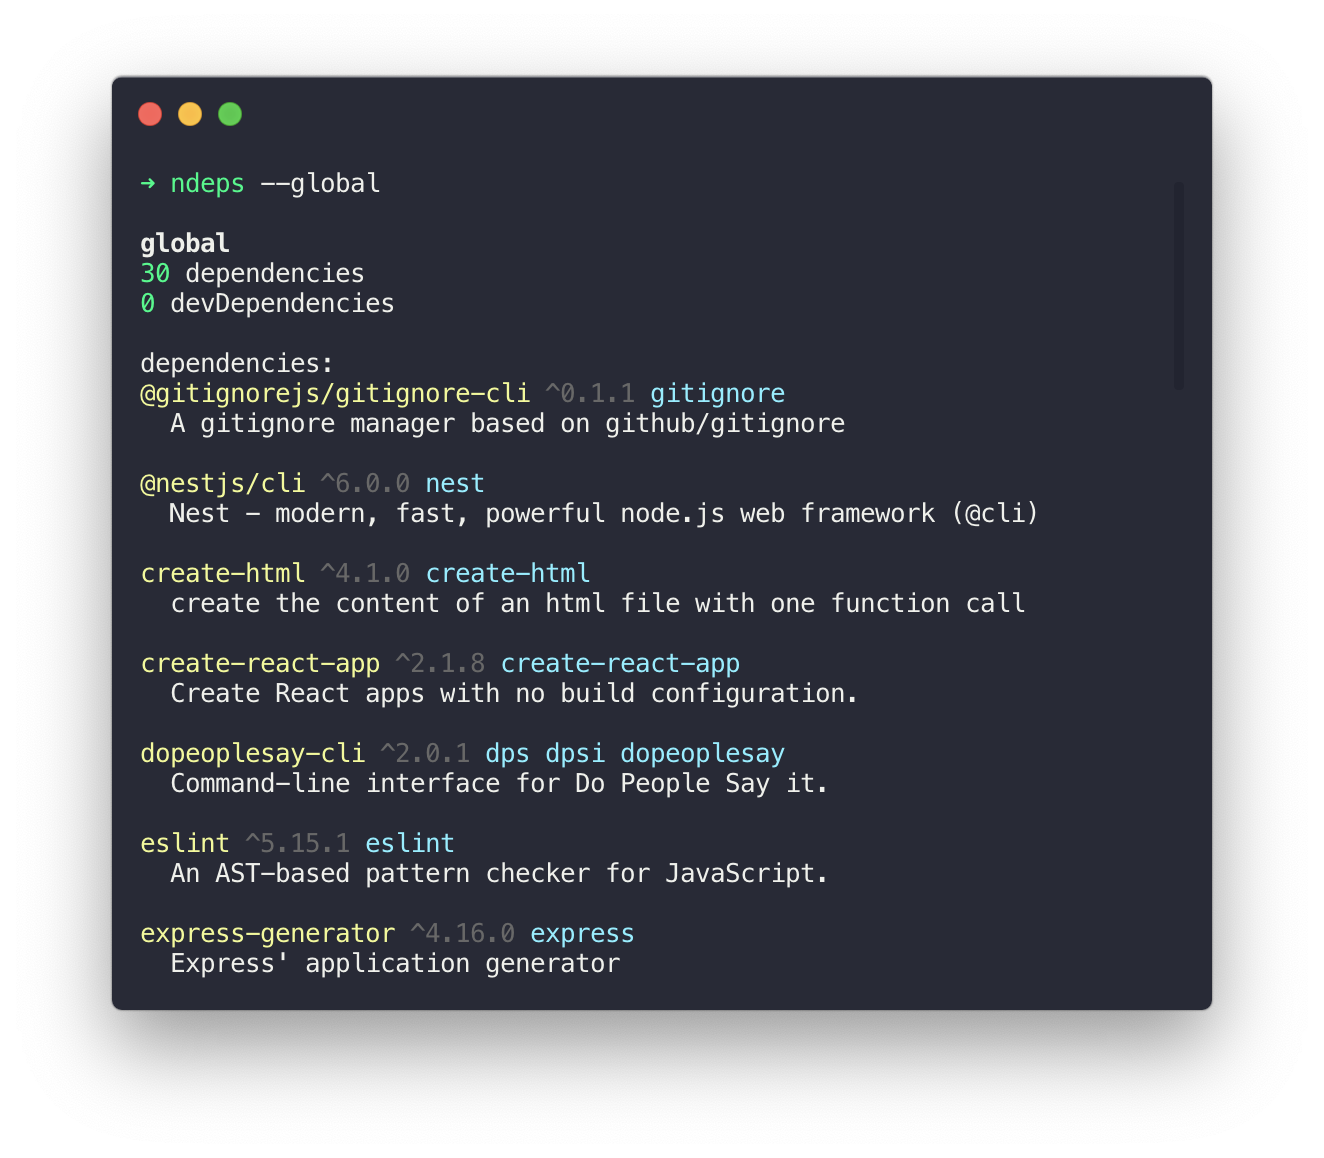 ➜ ndeps --global
global
30 dependencies
0 devDependencies
dependencies:
@gitignorejs/gitignore-cli ^0.1.1 gitignore
A gitignore manager based on github/gitignore
@nestjs/cli ^6.0.0 nest
Nest - modern, fast, powerful node.js web framework (@cli)
create-html ^4.1.0 create-html
create the content of an html file with one function call
create-react-app ^2.1.8 create-react-app
Create React apps with no build configuration.
dopeoplesay-cli ^2.0.1 dps dpsi dopeoplesay
Command-line interface for Do People Say it.
eslint ^5.15.1 eslint
An AST-based pattern checker for JavaScript.
express-generator ^4.16.0 express
Express' application generator